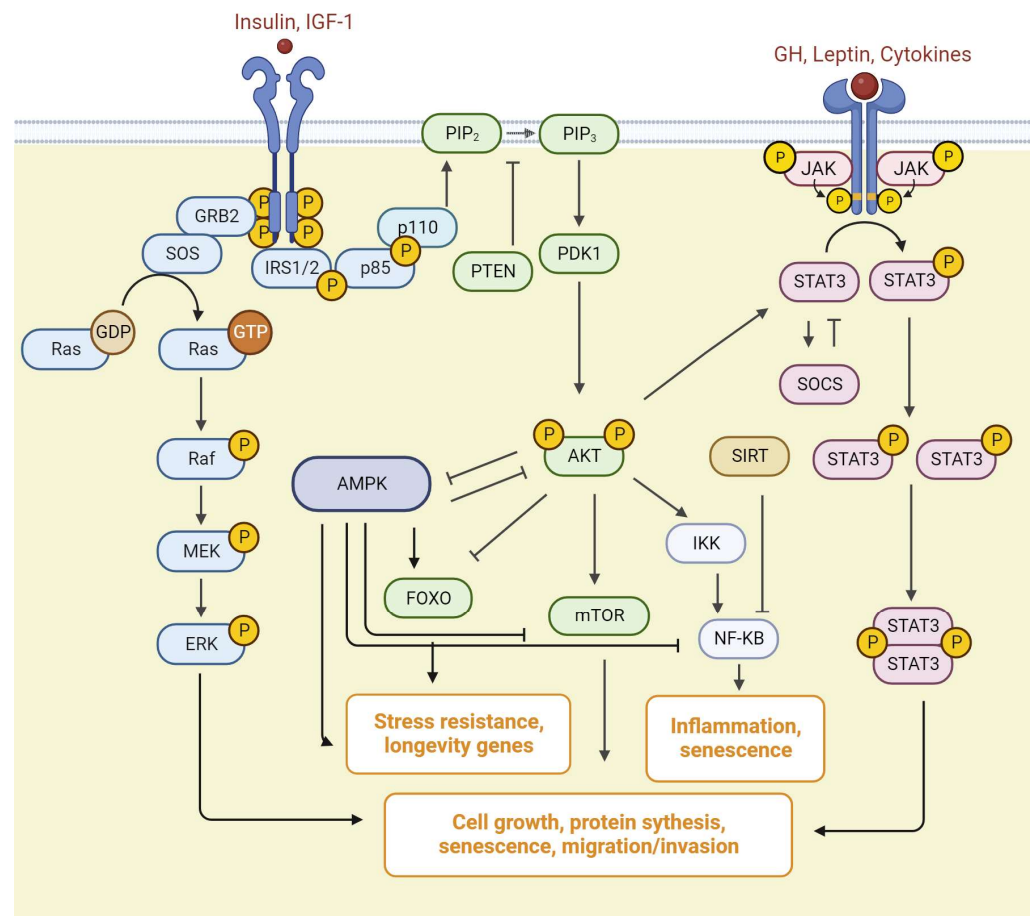 Insulin, IGF-1
GH, Leptin, Cytokines
PIP₂
PIP₃
P
JAK
JAK
P
P
P
GRB2
P
P
P
P
SOS
IRS1/2
P
p85
P
p110
PTEN
PDK1
STAT3
STAT3
P
Ras
GDP
Ras
GTP
SOCS
Raf
P
AMPK
P
P
AKT
SIRT
STAT3
P
STAT3
P
MEK
P
IKK
FOXO
mTOR
NF-KB
ERK
P
STAT3
P
P
STAT3
Stress resistance,
longevity genes
Inflammation,
senescence
Cell growth, protein sythesis,
senescence, migration/invasion